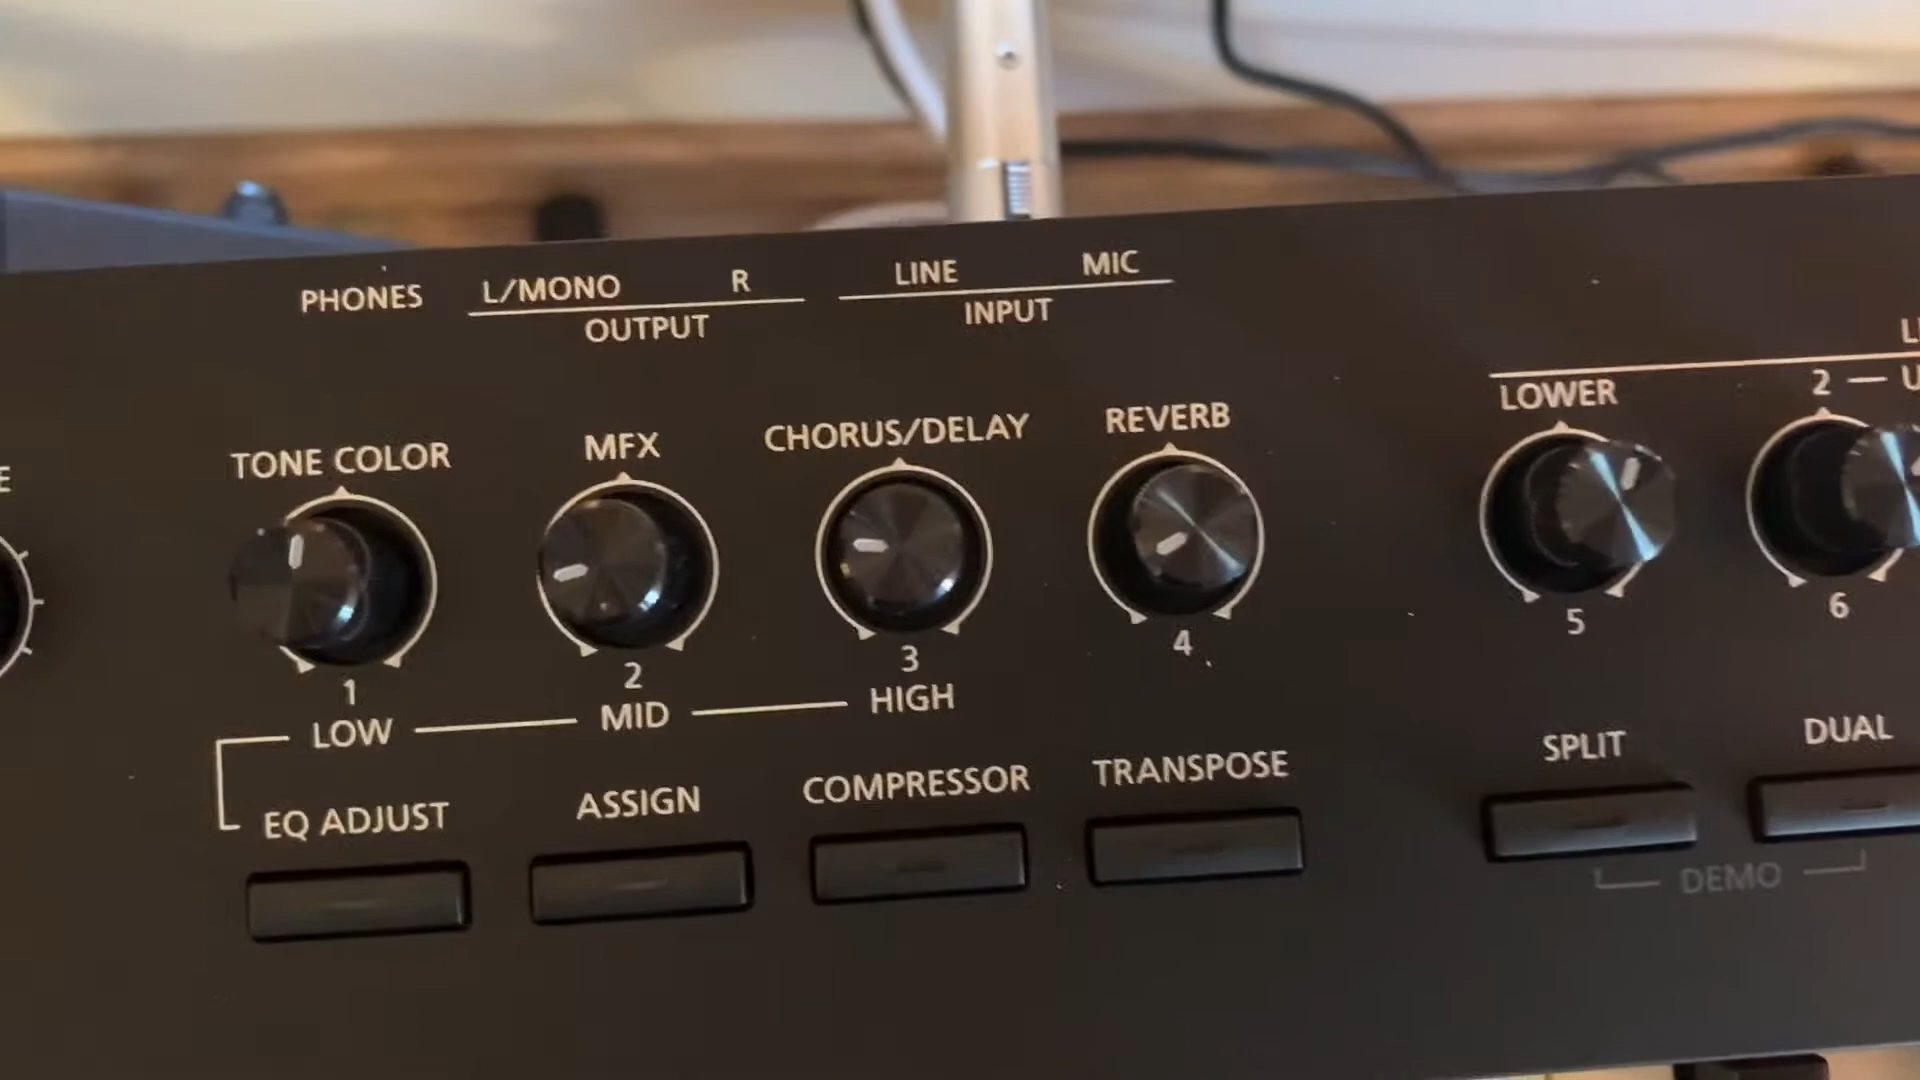 PHONES
L/MONO R
OUTPUT
LINE MIC
INPUT
TONE COLOR
MFX
CHORUS/DELAY
REVERB
LOWER
2 —
1
2
3
4
5
6
LOW
MID
HIGH
EQ ADJUST
ASSIGN
COMPRESSOR
TRANSPOSE
SPLIT
DUAL
DEMO